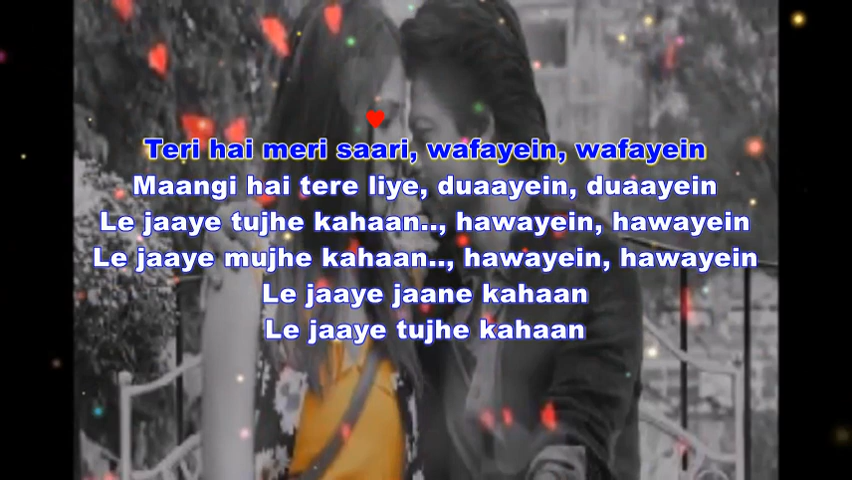 Teri hai meri saari, wafayein, wafayein
Maangi hai tere liye, duaayein, duaayein
Le jaaye tujhe kahaan.., hawayein, hawayein
Le jaaye mujhe kahaan.., hawayein, hawayein
Le jaaye jaane kahaan
Le jaaye tujhe kahaan